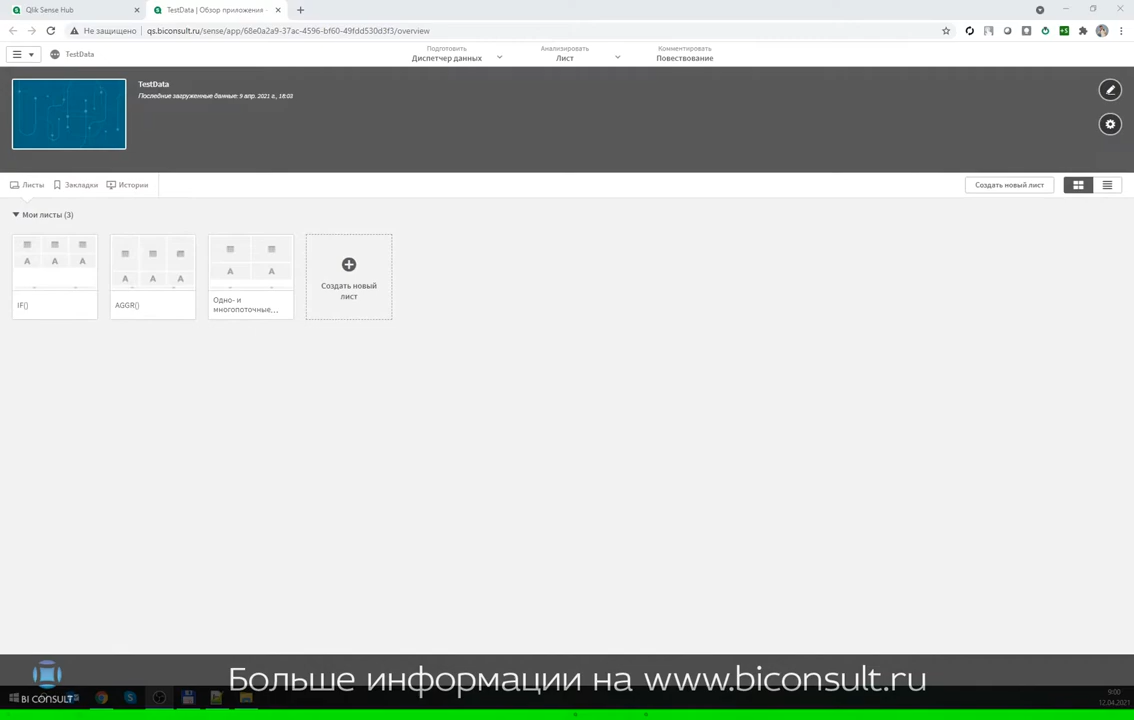 Qlik Sense Hub
TestData | Обзор приложения -
Не защищено
qs.biconsult.ru/sense/app/68e0a2a9-37ac-4596-bf60-49fdd530d3f3/overview
TestData
Подготовить
Диспетчер данных
Анализировать
Лист
Комментировать
Повествование
TestData
Последние загруженные данные: 9 апр. 2021 г., 18:03
Листы
Закладки
Истории
Создать новый лист
Мои листы (3)
A A A
A A A
A A
IF()
AGGR()
Одно- и
многопоточные,...
Создать новый
лист
BI CONSULT
Больше информации на www.biconsult.ru
9:00
12.04.2021